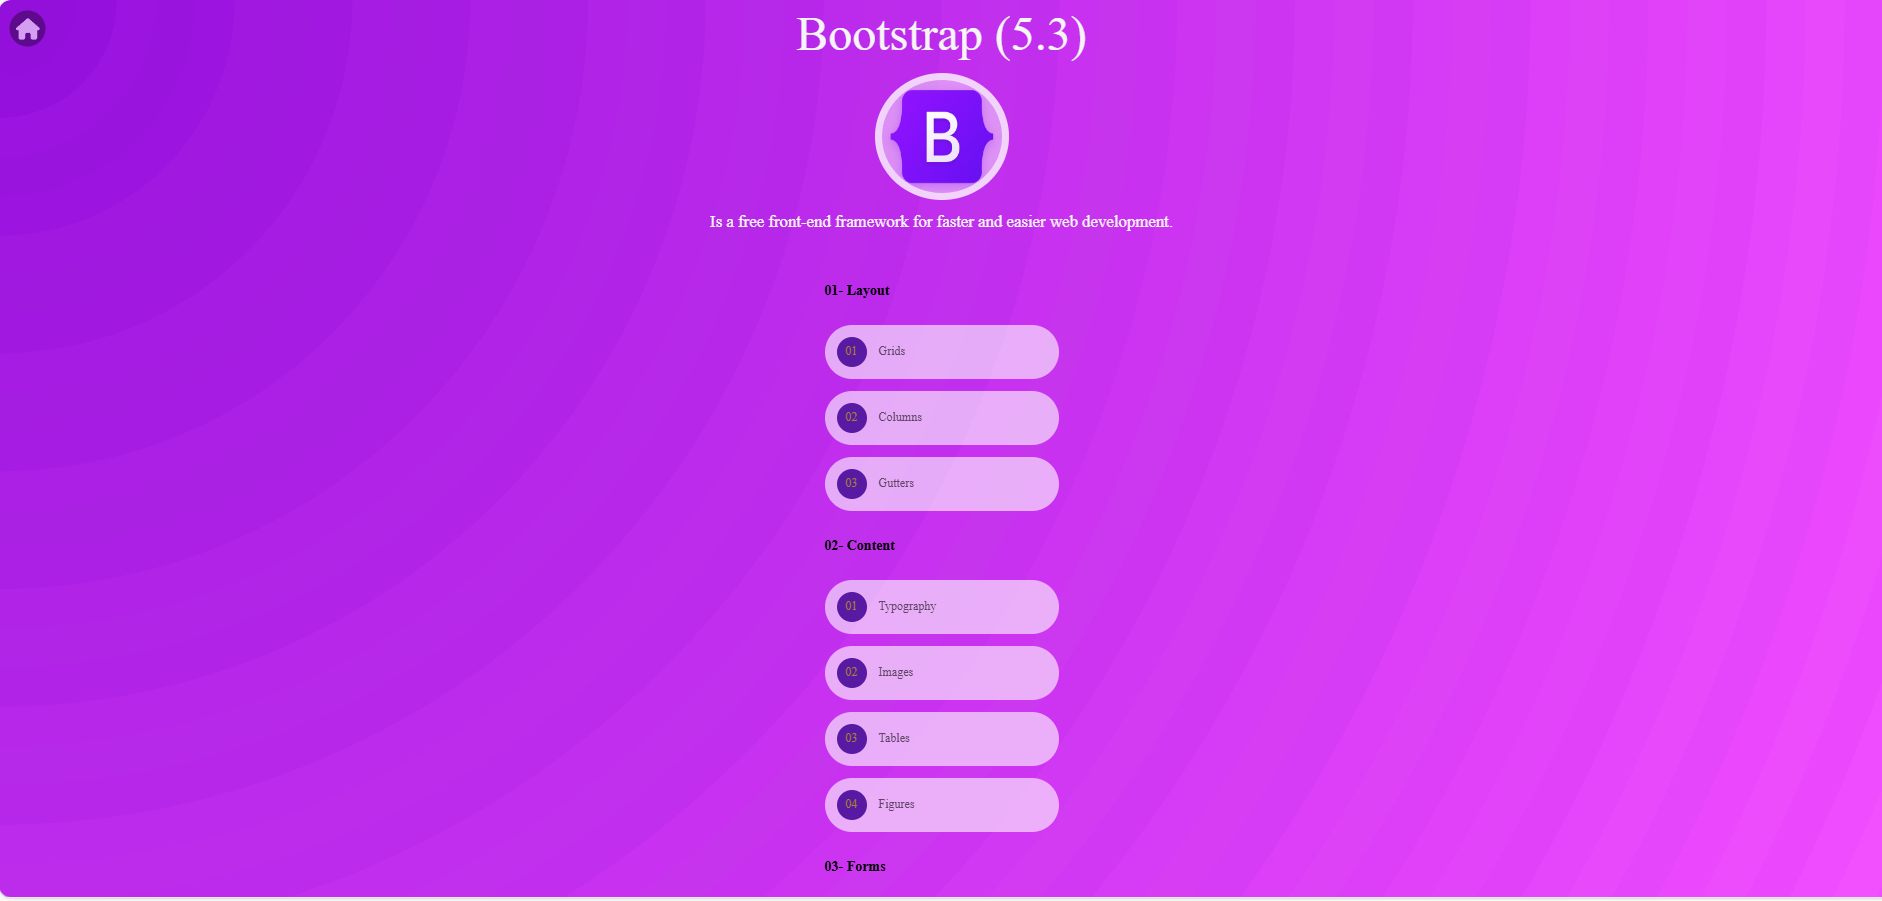 Bootstrap (5.3)
B
Is a free front-end framework for faster and easier web development.
01- Layout
01 Grids
02 Columns
03 Gutters
02- Content
01 Typography
02 Images
03 Tables
04 Figures
03- Forms